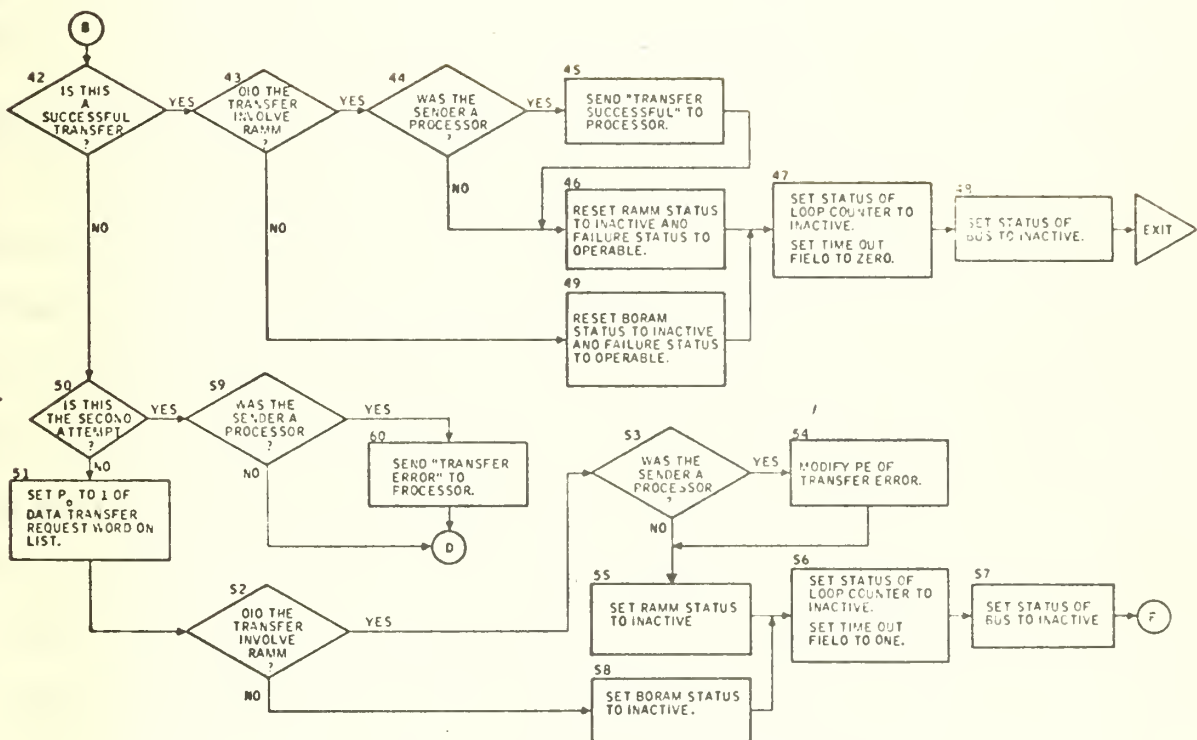 B
42
IS THIS
A
SUCCESSFUL
TRANSFER
?
YES
NO
43
OIO THE
TRANSFER
INVOLVE
RAMM
?
YES
NO
44
WAS THE
SENDER A
PROCESSOR
?
YES
NO
45
SEND "TRANSFER
SUCCESSFUL" TO
PROCESSOR.
46
RESET RAMM STATUS
TO INACTIVE AND
FAILURE STATUS TO
OPERABLE.
47
SET STATUS OF
LOOP COUNTER TO
INACTIVE.
SET TIME OUT
FIELD TO ZERO.
48
SET STATUS OF
BUS TO INACTIVE.
EXIT
49
RESET BORAM
STATUS TO INACTIVE
AND FAILURE STATUS
TO OPERABLE.
50
IS THIS
THE SECOND
ATTEMPT
?
YES
NO
59
WAS THE
SENDER A
PROCESSOR
?
YES
NO
60
SEND "TRANSFER
ERROR" TO
PROCESSOR.
D
51
SET P0 TO 1 OF
DATA TRANSFER
REQUEST WORD ON
LIST.
52
OIO THE
TRANSFER
INVOLVE
RAMM
?
YES
NO
53
WAS THE
SENDER A
PROCESSOR
?
YES
NO
54
MODIFY PE OF
TRANSFER ERROR.
55
SET RAMM STATUS
TO INACTIVE
56
SET STATUS OF
LOOP COUNTER TO
INACTIVE.
SET TIME OUT
FIELD TO ONE.
57
SET STATUS OF
BUS TO INACTIVE
F
58
SET BORAM STATUS
TO INACTIVE.